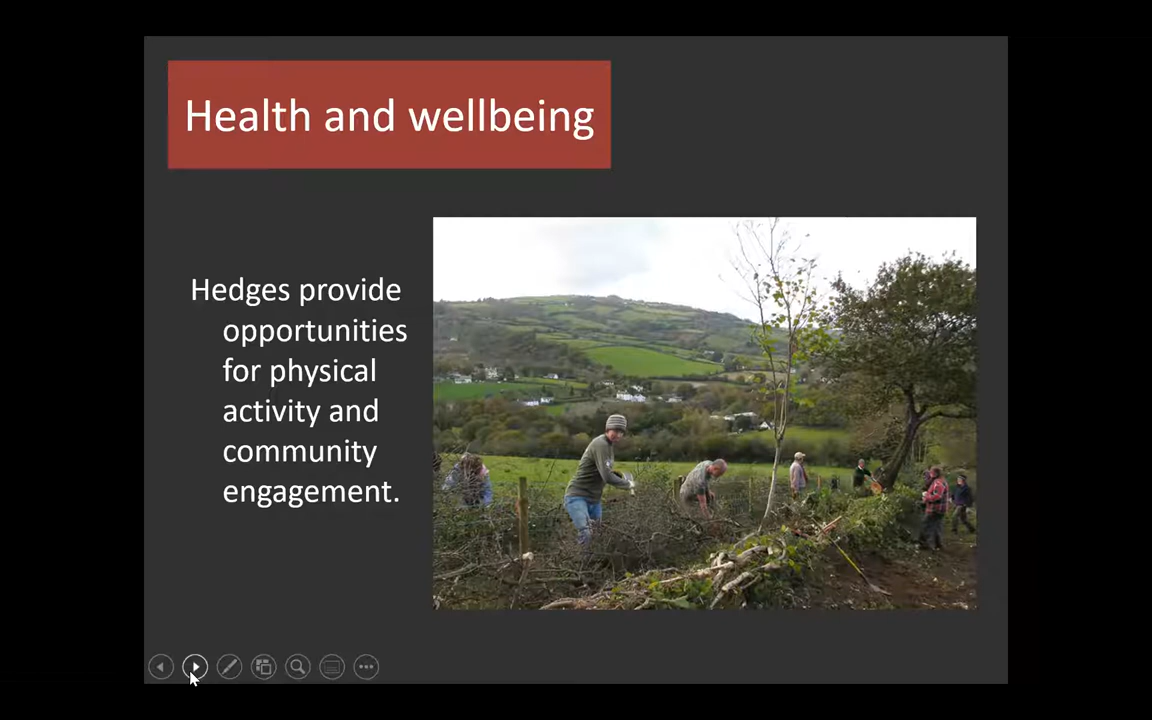 Health and wellbeing
Hedges provide
opportunities
for physical
activity and
community
engagement.